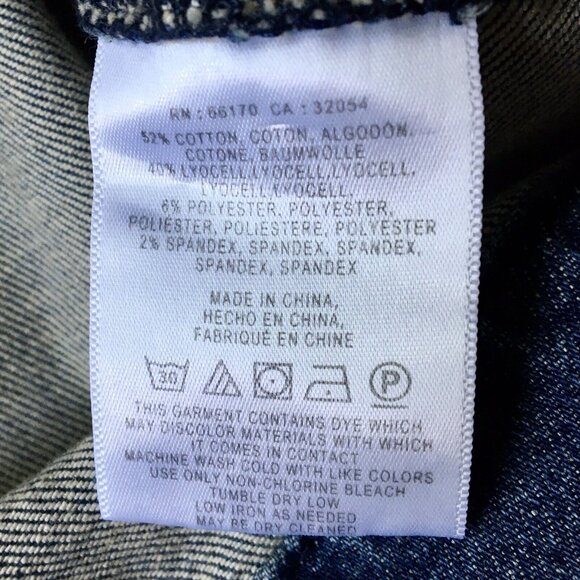 RN : 66170 CA : 32054
52% COTTON, COTON, ALGODÓN,
COTONE, BAUMWOLLE
40% LYOCELL,LYOCELL,LYOCELL,
LYOCELL,LYOCELL,
6% POLYESTER, POLYESTER,
POLIÉSTER, POLIESTERE, POLYESTER
2% SPANDEX, SPANDEX, SPANDEX,
SPANDEX, SPANDEX
MADE IN CHINA,
HECHO EN CHINA,
FABRIQUÉ EN CHINE
30 P
THIS GARMENT CONTAINS DYE WHICH
MAY DISCOLOR MATERIALS WITH WHICH
IT COMES IN CONTACT
MACHINE WASH COLD WITH LIKE COLORS
USE ONLY NON-CHLORINE BLEACH
TUMBLE DRY LOW
LOW IRON AS NEEDED
MAY BE DRY CLEANED